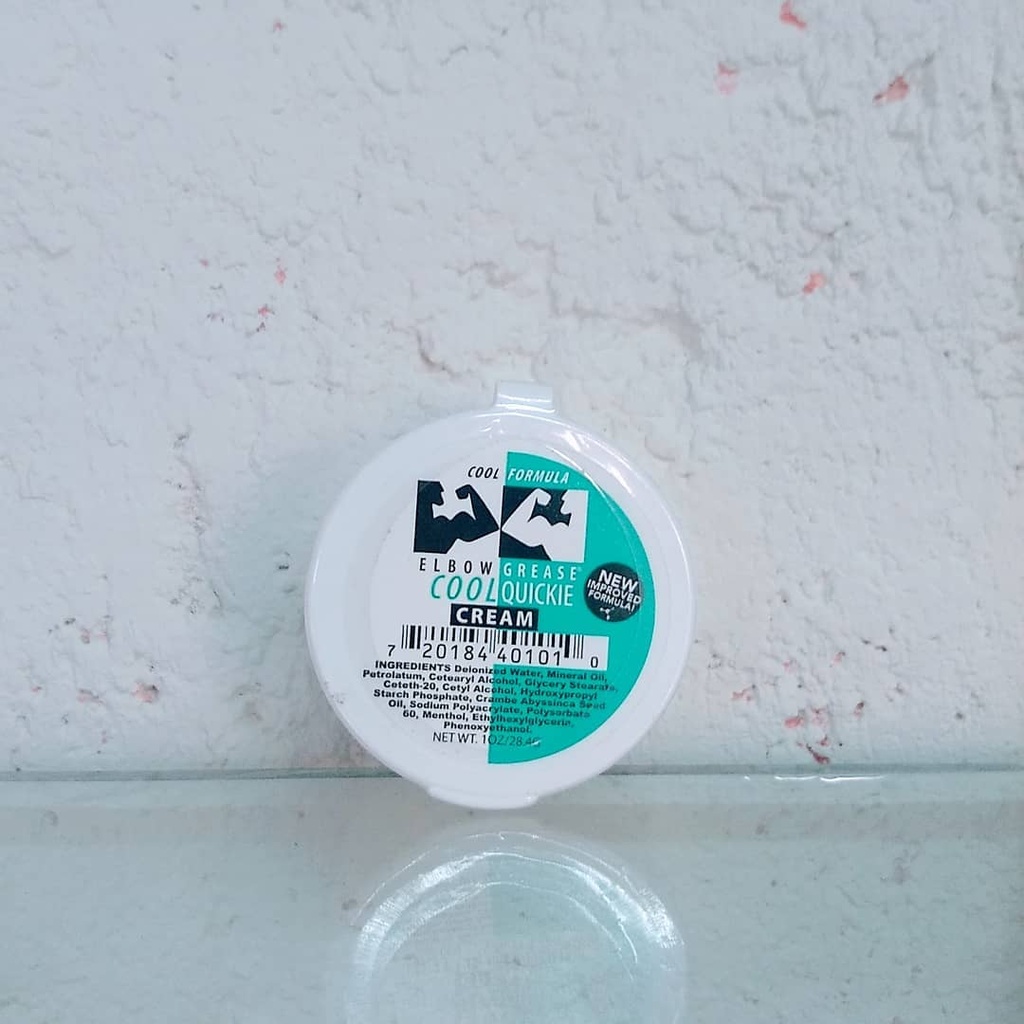 COOL FORMULA
ELBOW GREASE®
COOL QUICKIE
CREAM
NEW
IMPROVED
FORMULA!
7 20184 40101 0
INGREDIENTS Deionized Water, Mineral Oil,
Petrolatum, Cetearyl Alcohol, Glycery Stearate,
Ceteth-20, Cetyl Alcohol, Hydroxypropyl
Starch Phosphate, Crambe Abyssinca Seed
Oil, Sodium Polyacrylate, Polysorbate
60, Menthol, Ethylhexylglycerin,
Phenoxyethanol.
NET WT. 1OZ/28.4G